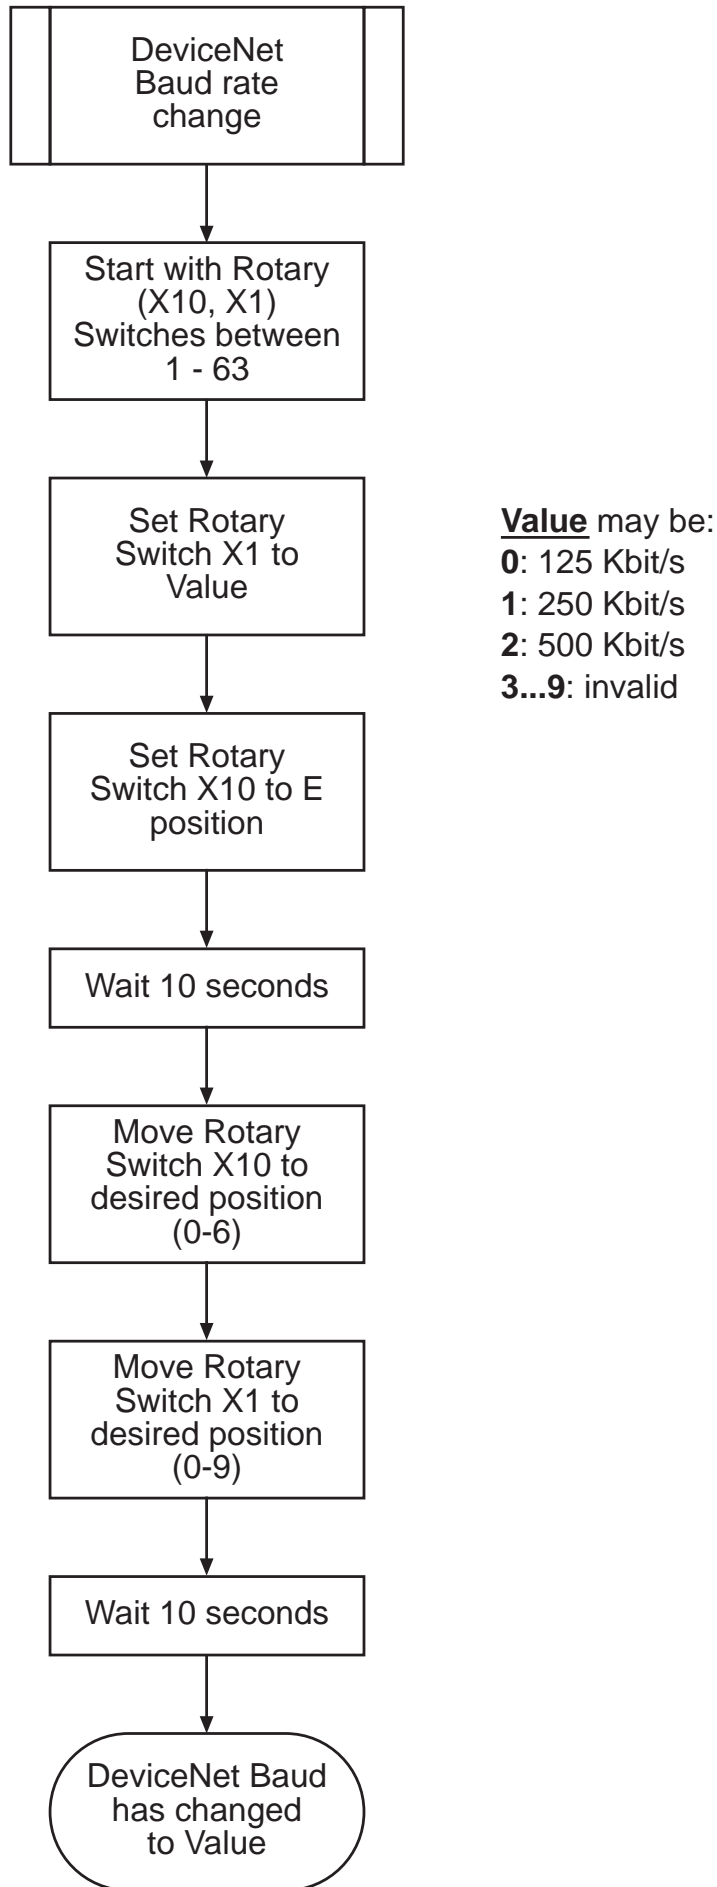 DeviceNet
Baud rate
change
Start with Rotary
(X10, X1)
Switches between
1 - 63
Set Rotary
Switch X1 to
Value
Value may be:
0: 125 Kbit/s
1: 250 Kbit/s
2: 500 Kbit/s
3...9: invalid
Set Rotary
Switch X10 to E
position
Wait 10 seconds
Move Rotary
Switch X10 to
desired position
(0-6)
Move Rotary
Switch X1 to
desired position
(0-9)
Wait 10 seconds
DeviceNet Baud
has changed
to Value